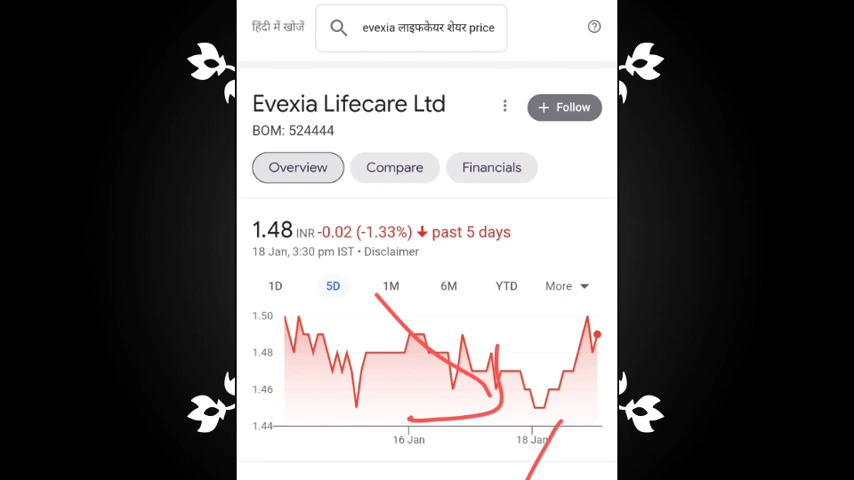 हिंदी में खोजें
evexia लाइफकेयर शेयर price
Evexia Lifecare Ltd
+ Follow
BOM: 524444
Overview Compare Financials
1.48 INR -0.02 (-1.33%) ↓ past 5 days
18 Jan, 3:30 pm IST • Disclaimer
1D 5D 1M 6M YTD More
1.50
1.48
1.46
1.44
16 Jan 18 Jan